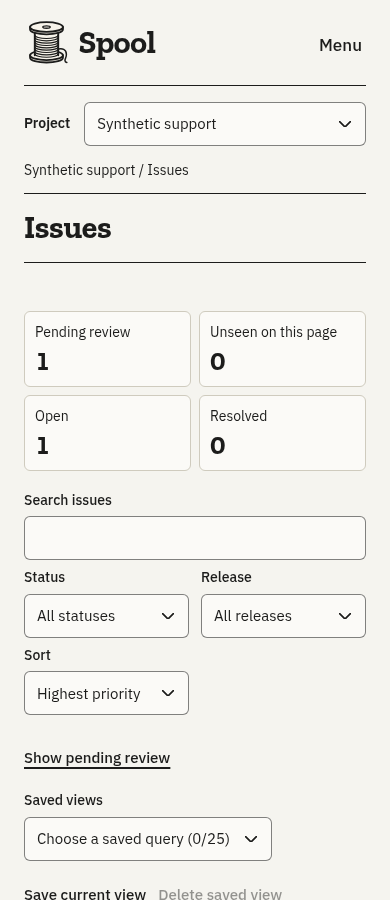 Spool
Menu
Project
Synthetic support
Synthetic support / Issues
Issues
Pending review
1
Unseen on this page
0
Open
1
Resolved
0
Search issues
Status
Release
All statuses
All releases
Sort
Highest priority
Show pending review
Saved views
Choose a saved query (0/25)
Save current view
Delete saved view